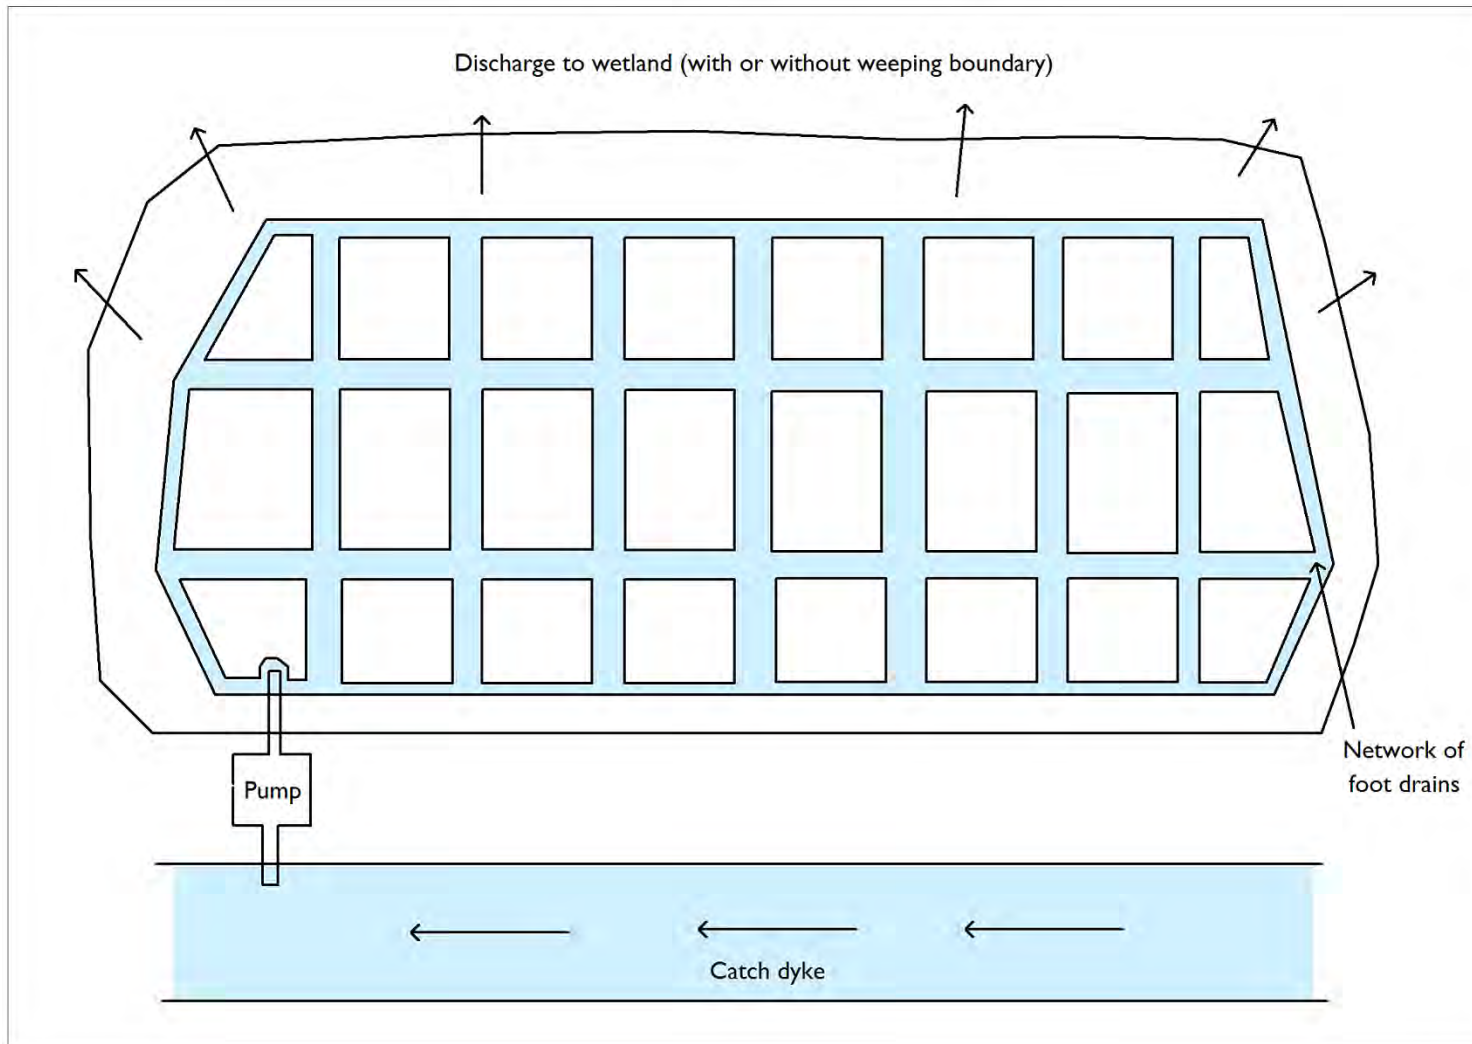 Discharge to wetland (with or without weeping boundary)
Network of
foot drains
Pump
Catch dyke